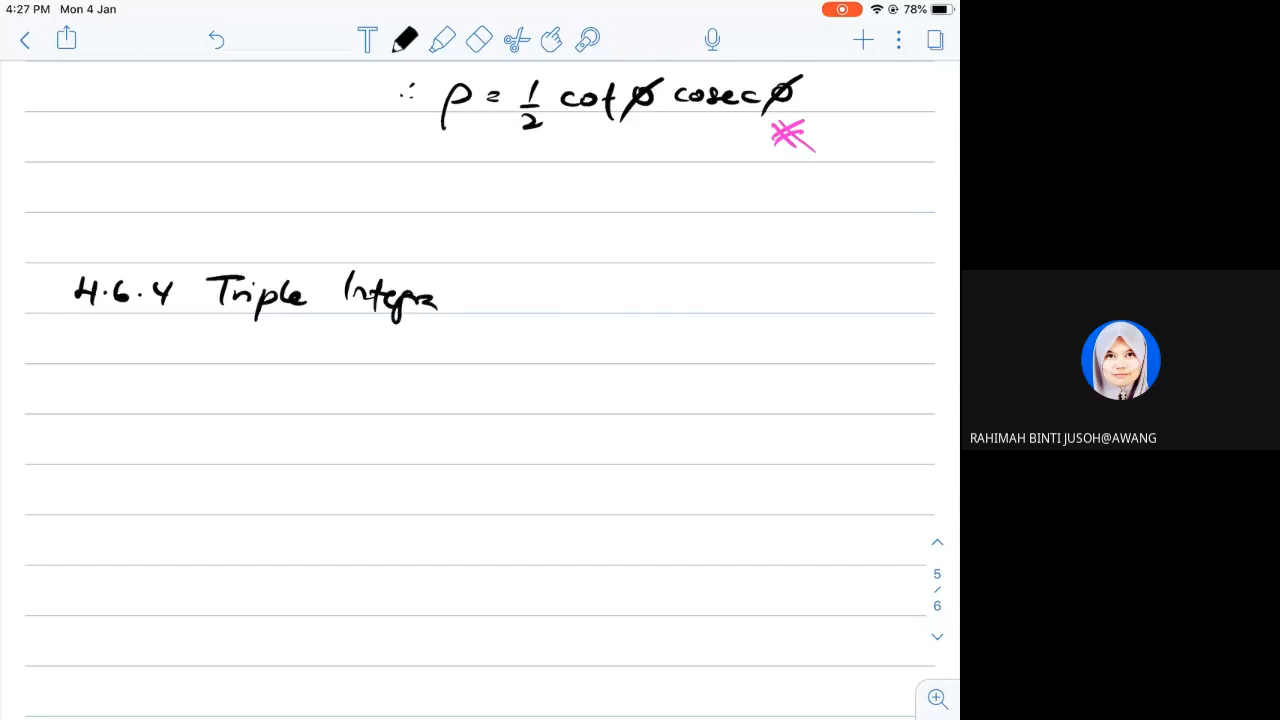 4:27 PM Mon 4 Jan
78%
∴ ρ = 1/2 cot ϕ cosec ϕ
4.6.4 Triple Integra
5
/
6
RAHIMAH BINTI JUSOH@AWANG